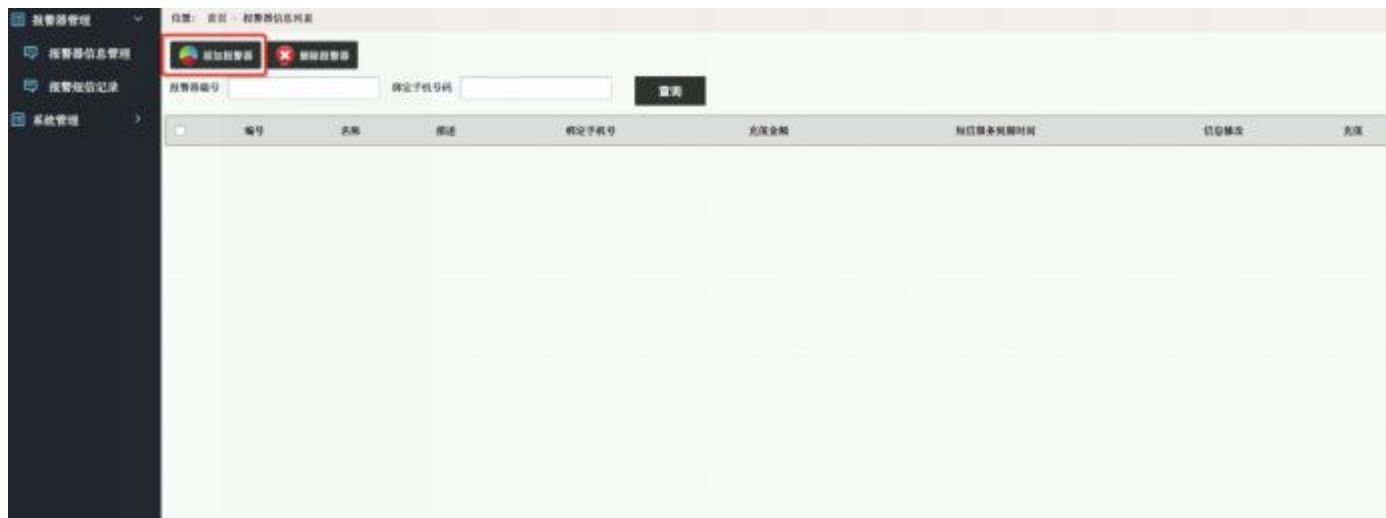 报警器管理
报警器信息管理
报警短信记录
系统管理
位置: 首页 > 报警器信息列表
添加报警器 删除报警器
报警器编号 绑定手机号码 查询
编号 名称 描述 绑定手机号 充值金额 短信服务到期时间 信息修改 充值